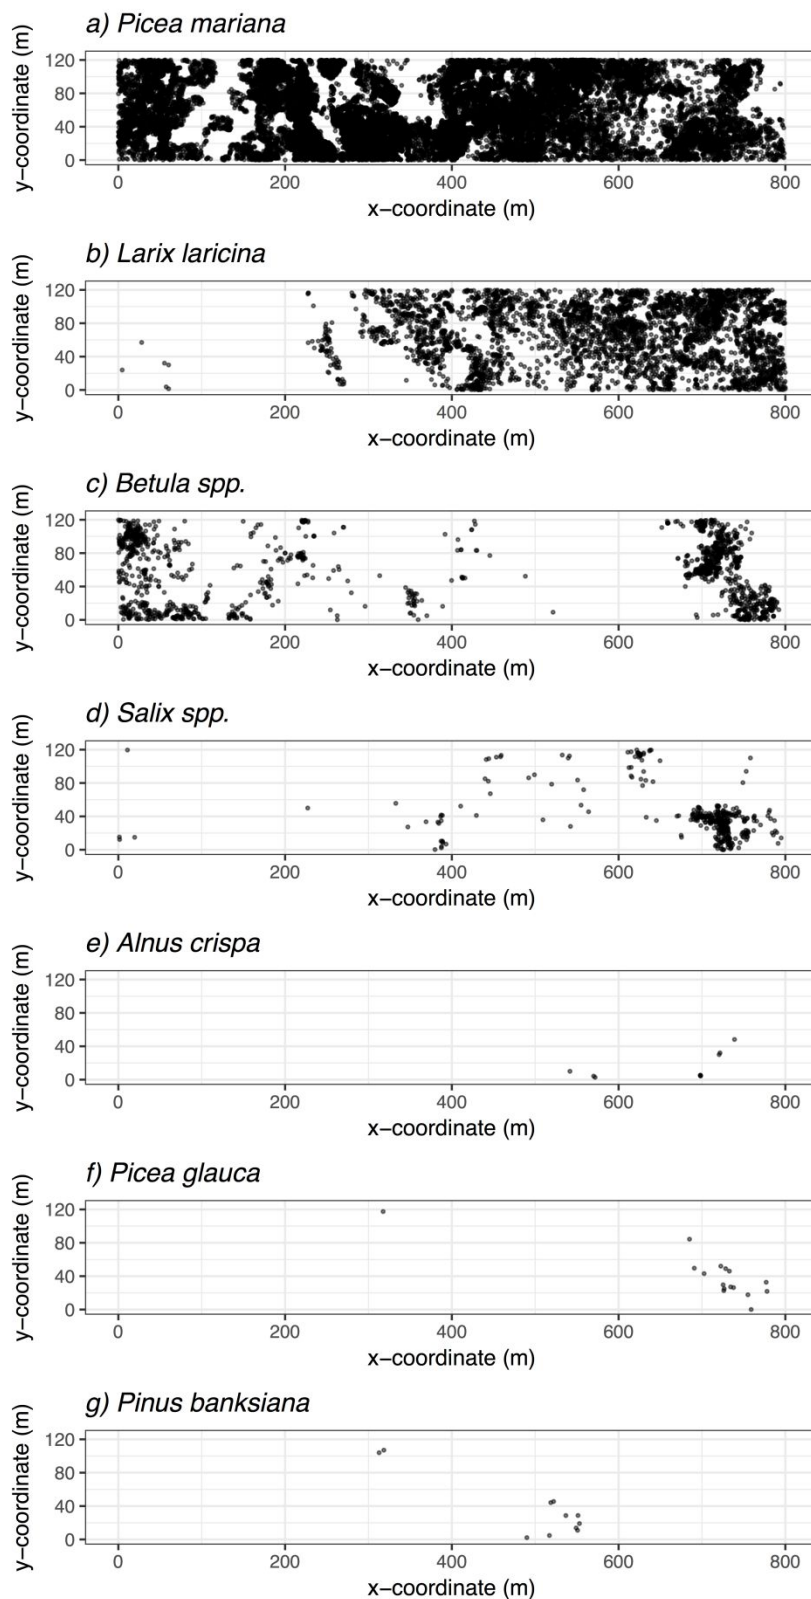 a) Picea mariana
y−coordinate (m)
120
80
40
0
0 200 400 600 800
x−coordinate (m)
b) Larix laricina
y−coordinate (m)
120
80
40
0
0 200 400 600 800
x−coordinate (m)
c) Betula spp.
y−coordinate (m)
120
80
40
0
0 200 400 600 800
x−coordinate (m)
d) Salix spp.
y−coordinate (m)
120
80
40
0
0 200 400 600 800
x−coordinate (m)
e) Alnus crispa
y−coordinate (m)
120
80
40
0
0 200 400 600 800
x−coordinate (m)
f) Picea glauca
y−coordinate (m)
120
80
40
0
0 200 400 600 800
x−coordinate (m)
g) Pinus banksiana
y−coordinate (m)
120
80
40
0
0 200 400 600 800
x−coordinate (m)